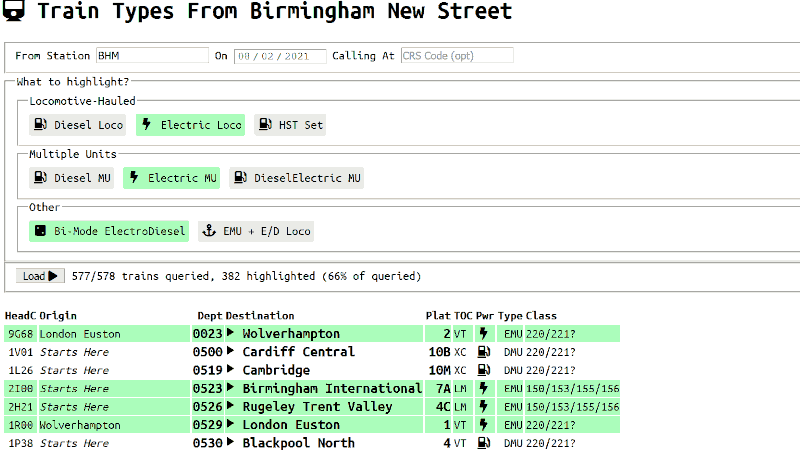 Train Types From Birmingham New Street
From Station BHM On 08 / 02 / 2021 Calling At CRS Code (opt)
What to highlight?
Locomotive-Hauled
Diesel Loco Electric Loco HST Set
Multiple Units
Diesel MU Electric MU DieselElectric MU
Other
Bi-Mode ElectroDiesel EMU + E/D Loco
Load 577/578 trains queried, 382 highlighted (66% of queried)
HeadC Origin Dept Destination Plat TOC Pwr Type Class
9G68 London Euston 0023 Wolverhampton 2 VT EMU 220/221?
1V01 Starts Here 0500 Cardiff Central 10B XC DMU 220/221?
1L26 Starts Here 0519 Cambridge 10M XC DMU 220/221?
2I00 Starts Here 0523 Birmingham International 7A LM EMU 150/153/155/156
2H21 Starts Here 0526 Rugeley Trent Valley 4C LM EMU 150/153/155/156
1R00 Wolverhampton 0529 London Euston 1 VT EMU 220/221?
1P38 Starts Here 0530 Blackpool North 4 VT DMU 220/221?